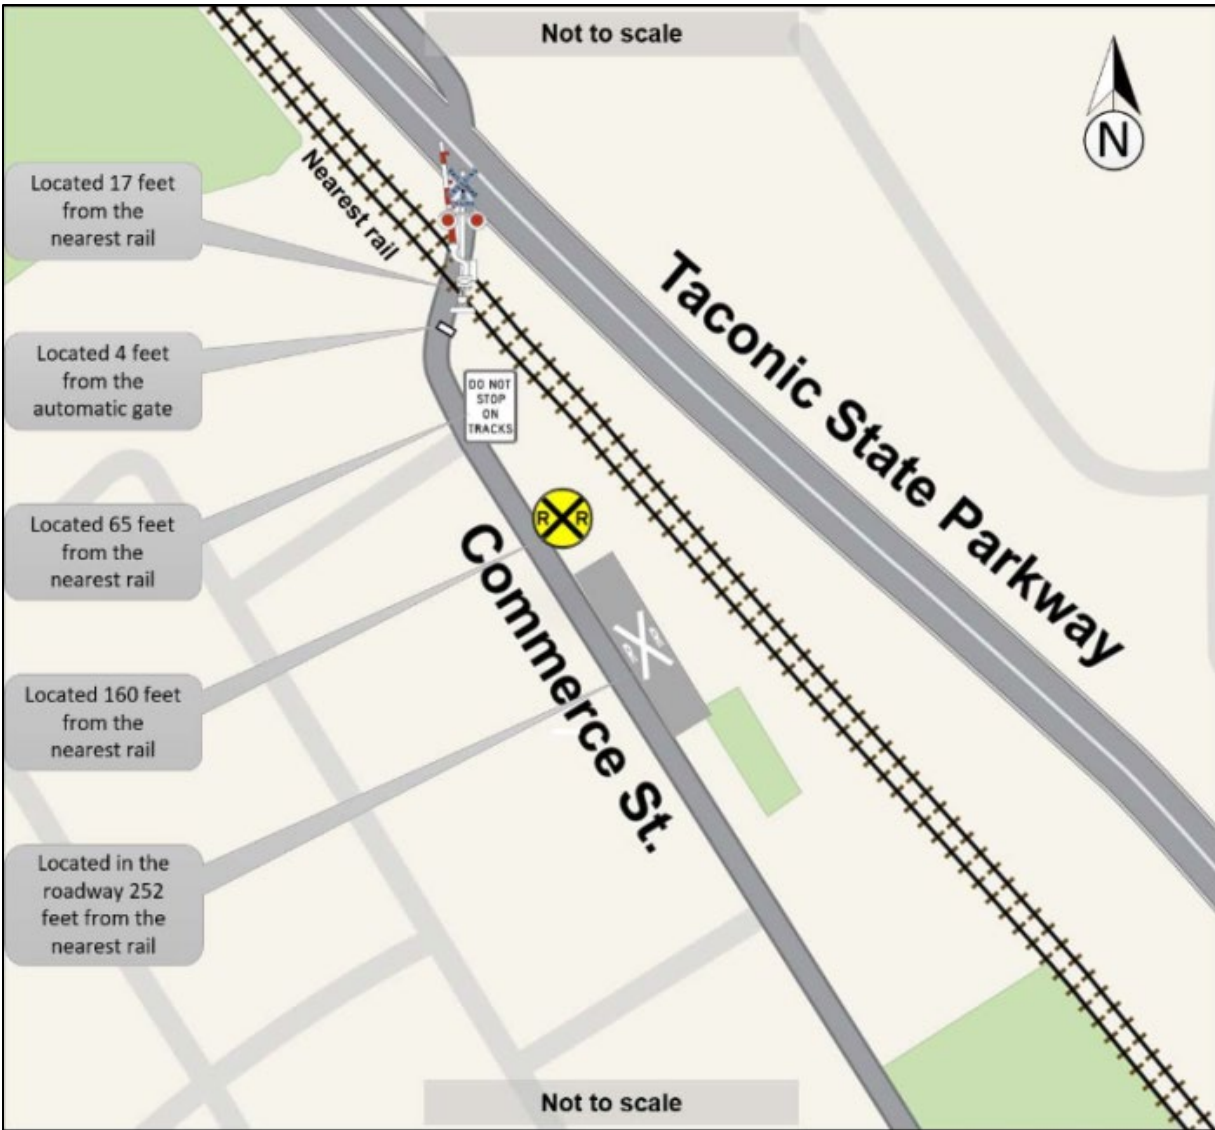 Not to scale
N
Located 17 feet
from the
nearest rail
Nearest rail
Located 4 feet
from the
automatic gate
DO NOT
STOP
ON
TRACKS
Taconic State Parkway
Located 65 feet
from the
nearest rail
R R
Commerce St.
R R
Located 160 feet
from the
nearest rail
Located in the
roadway 252
feet from the
nearest rail
Not to scale